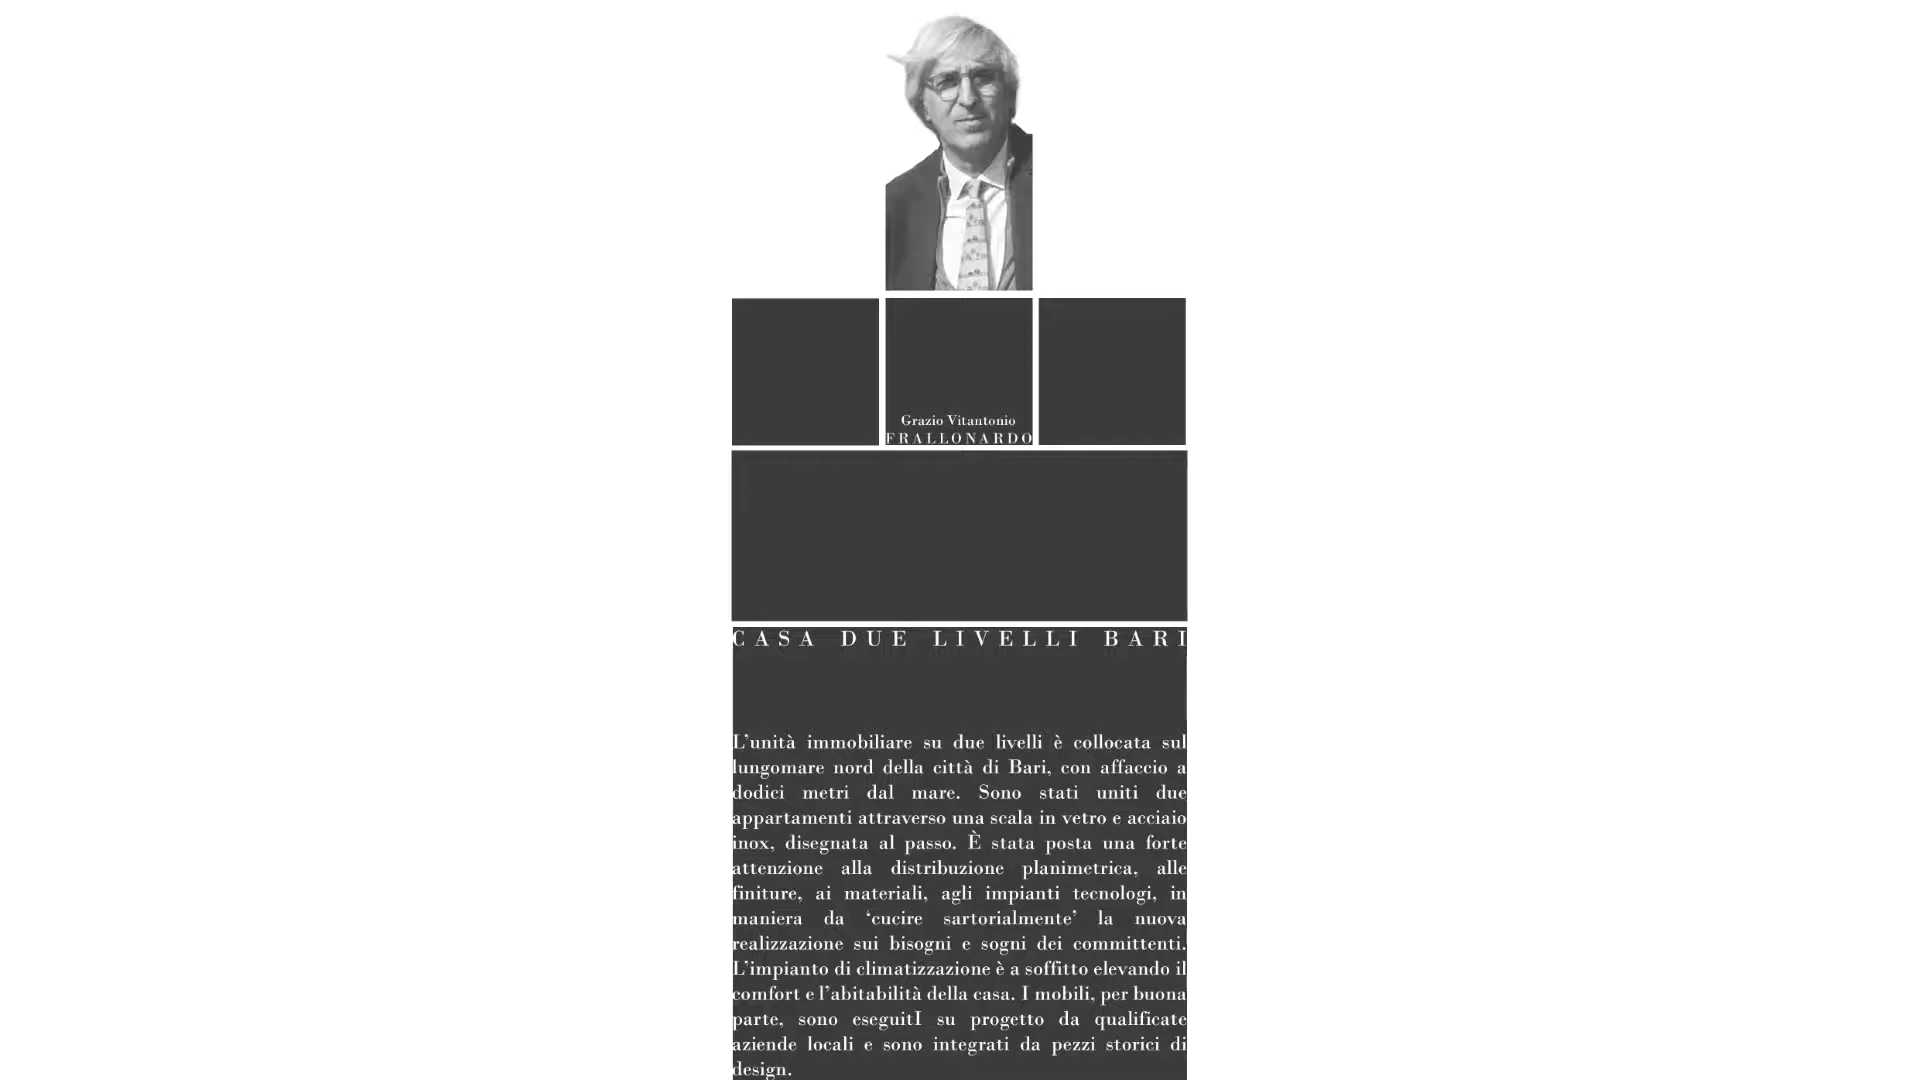 Grazio Vitantonio
FRALLONARDO
CASA DUE LIVELLI BARI
L’unità immobiliare su due livelli è collocata sul
lungomare nord della città di Bari, con affaccio a
dodici metri dal mare. Sono stati uniti due
appartamenti attraverso una scala in vetro e acciaio
inox, disegnata al passo. È stata posta una forte
attenzione alla distribuzione planimetrica, alle
finiture, ai materiali, agli impianti tecnologi, in
maniera da ‘cucire sartorialmente’ la nuova
realizzazione sui bisogni e sogni dei committenti.
L’impianto di climatizzazione è a soffitto elevando il
comfort e l’abitabilità della casa. I mobili, per buona
parte, sono eseguitI su progetto da qualificate
aziende locali e sono integrati da pezzi storici di
design.